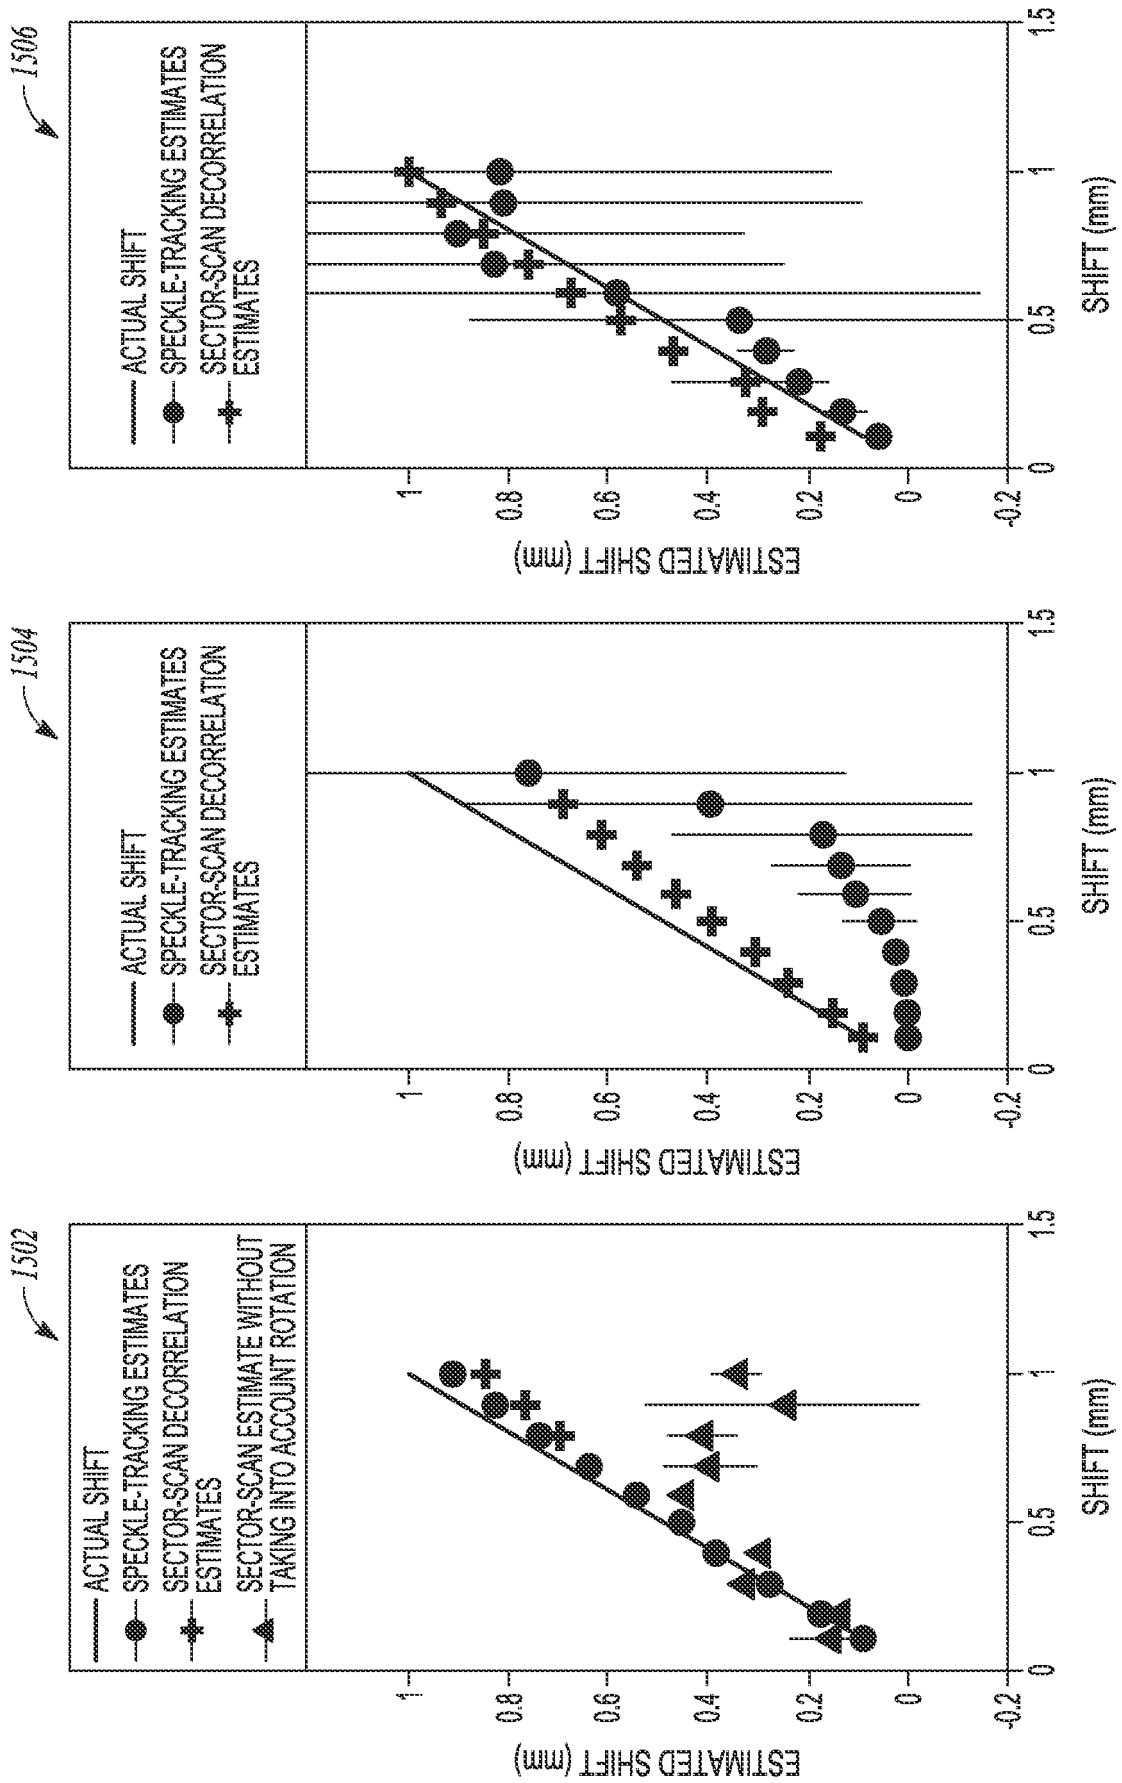 1502
ACTUAL SHIFT
SPECKLE-TRACKING ESTIMATES
SECTOR-SCAN DECORRELATION
ESTIMATES
SECTOR-SCAN ESTIMATE WITHOUT
TAKING INTO ACCOUNT ROTATION
ESTIMATED SHIFT (mm)
1
0.8
0.6
0.4
0.2
0
-0.2
0
0.5
1
1.5
SHIFT (mm)
1504
ACTUAL SHIFT
SPECKLE-TRACKING ESTIMATES
SECTOR-SCAN DECORRELATION
ESTIMATES
ESTIMATED SHIFT (mm)
1
0.8
0.6
0.4
0.2
0
-0.2
0
0.5
1
1.5
SHIFT (mm)
1506
ACTUAL SHIFT
SPECKLE-TRACKING ESTIMATES
SECTOR-SCAN DECORRELATION
ESTIMATES
ESTIMATED SHIFT (mm)
1
0.8
0.6
0.4
0.2
0
-0.2
0
0.5
1
1.5
SHIFT (mm)